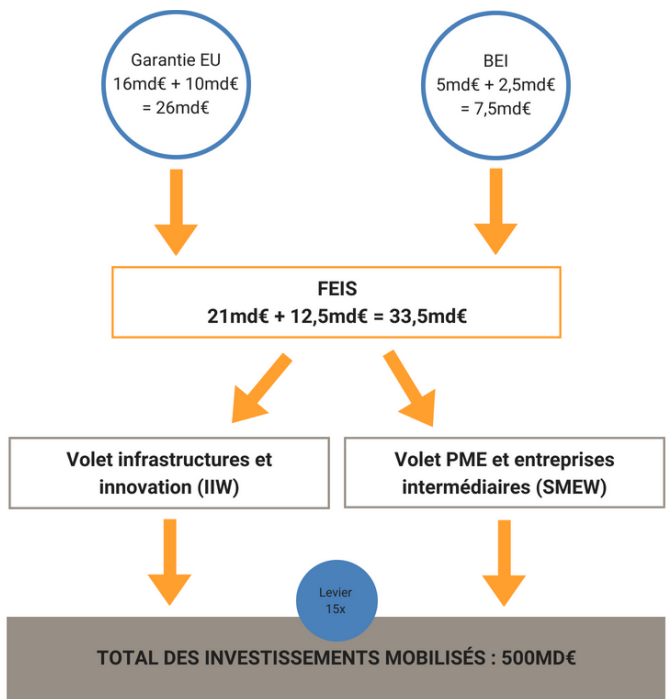 Garantie EU
16md€ + 10md€
= 26md€
BEI
5md€ + 2,5md€
= 7,5md€
FEIS
21md€ + 12,5md€ = 33,5md€
Volet infrastructures et
innovation (IIW)
Volet PME et entreprises
intermédiaires (SMEW)
Levier
15x
TOTAL DES INVESTISSEMENTS MOBILISÉS : 500MD€